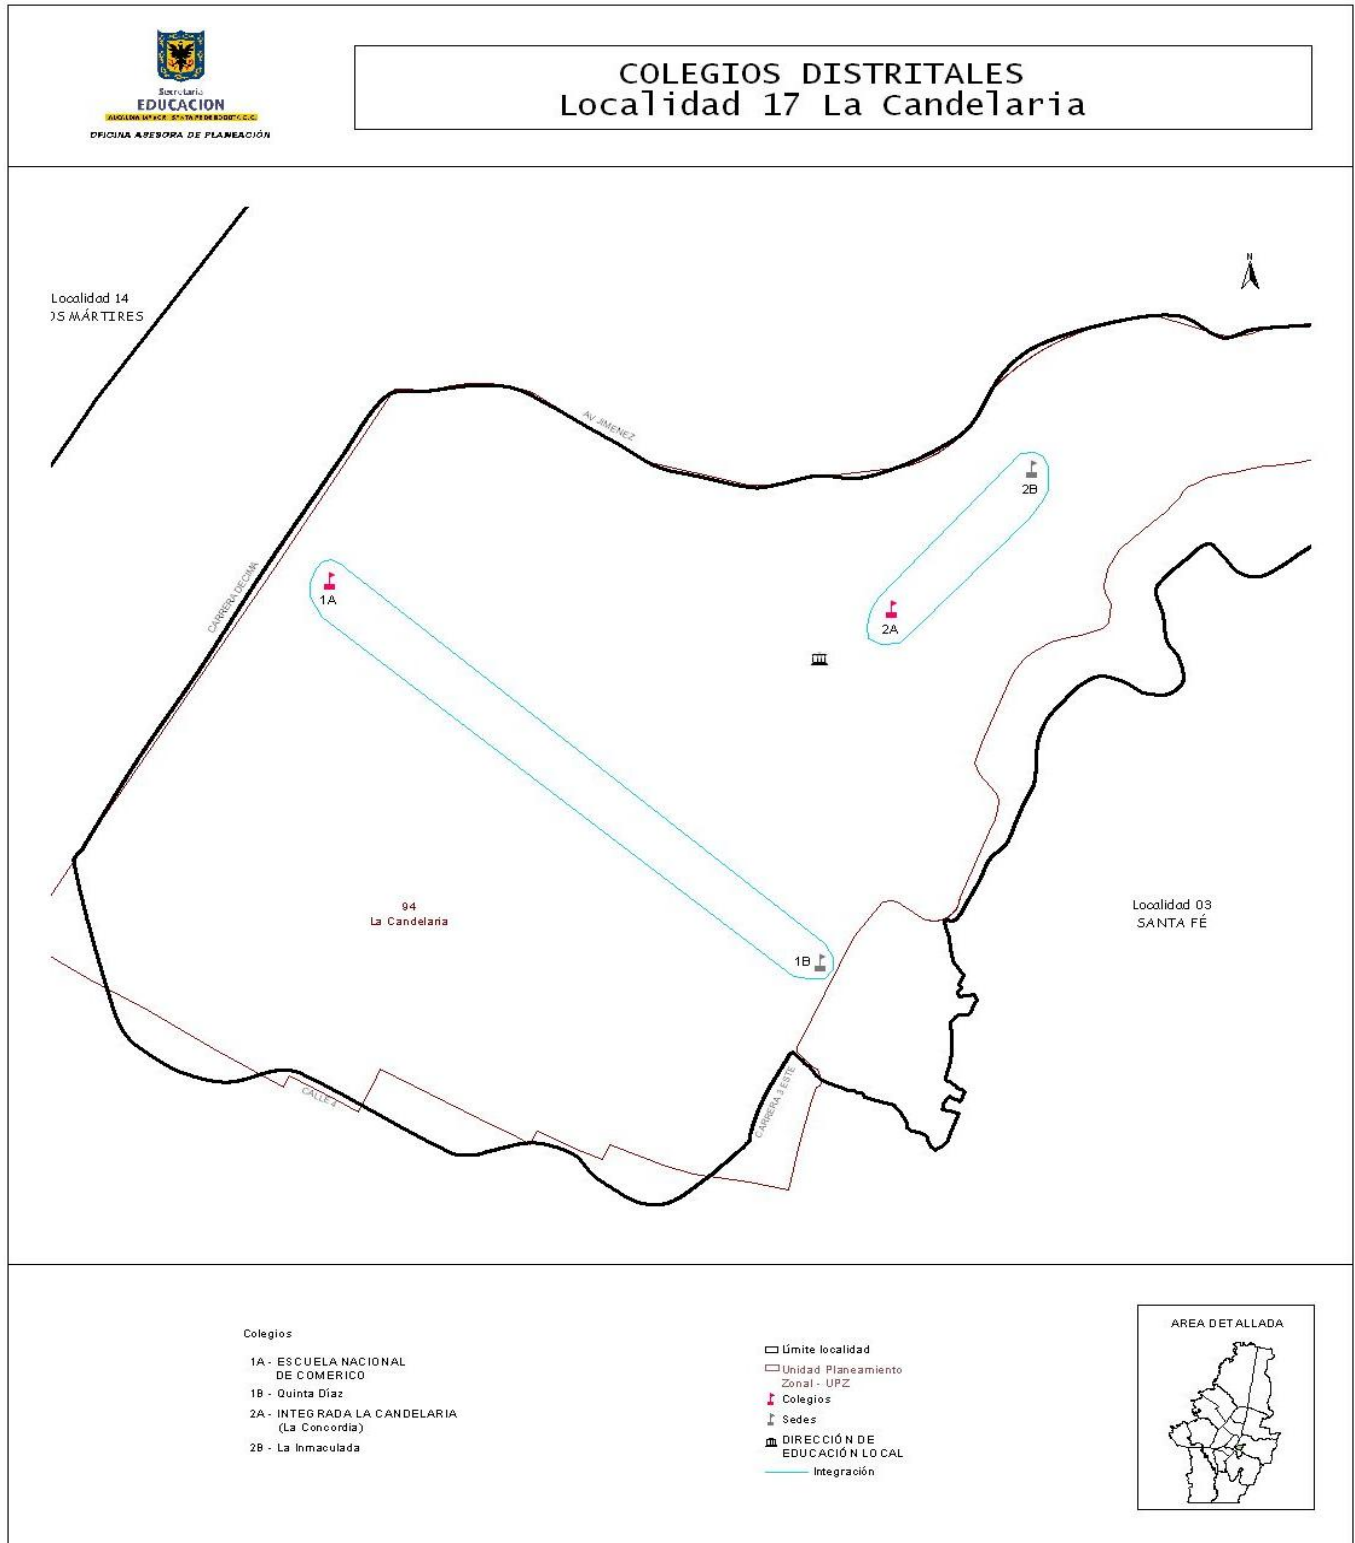 Secretaría
EDUCACION
OFICINA ASESORA DE PLANEACIÓN
COLEGIOS DISTRITALES
Localidad 17 La Candelaria
N
Localidad 14
OS MÁRTIRES
AV JIMENEZ
2B
CARRERA DECIMA
1A
2A
94
La Candelaria
Localidad 03
SANTA FÉ
1B
CALLE 4
CARRERA 3 ESTE
Colegios
1A - ESCUELA NACIONAL
DE COMERICO
1B - Quinta Díaz
2A - INTEGRADA LA CANDELARIA
(La Concordia)
2B - La Inmaculada
Límite localidad
Unidad Planeamiento
Zonal - UPZ
Colegios
Sedes
DIRECCIÓN DE
EDUCACIÓN LOCAL
Integración
AREA DETALLADA